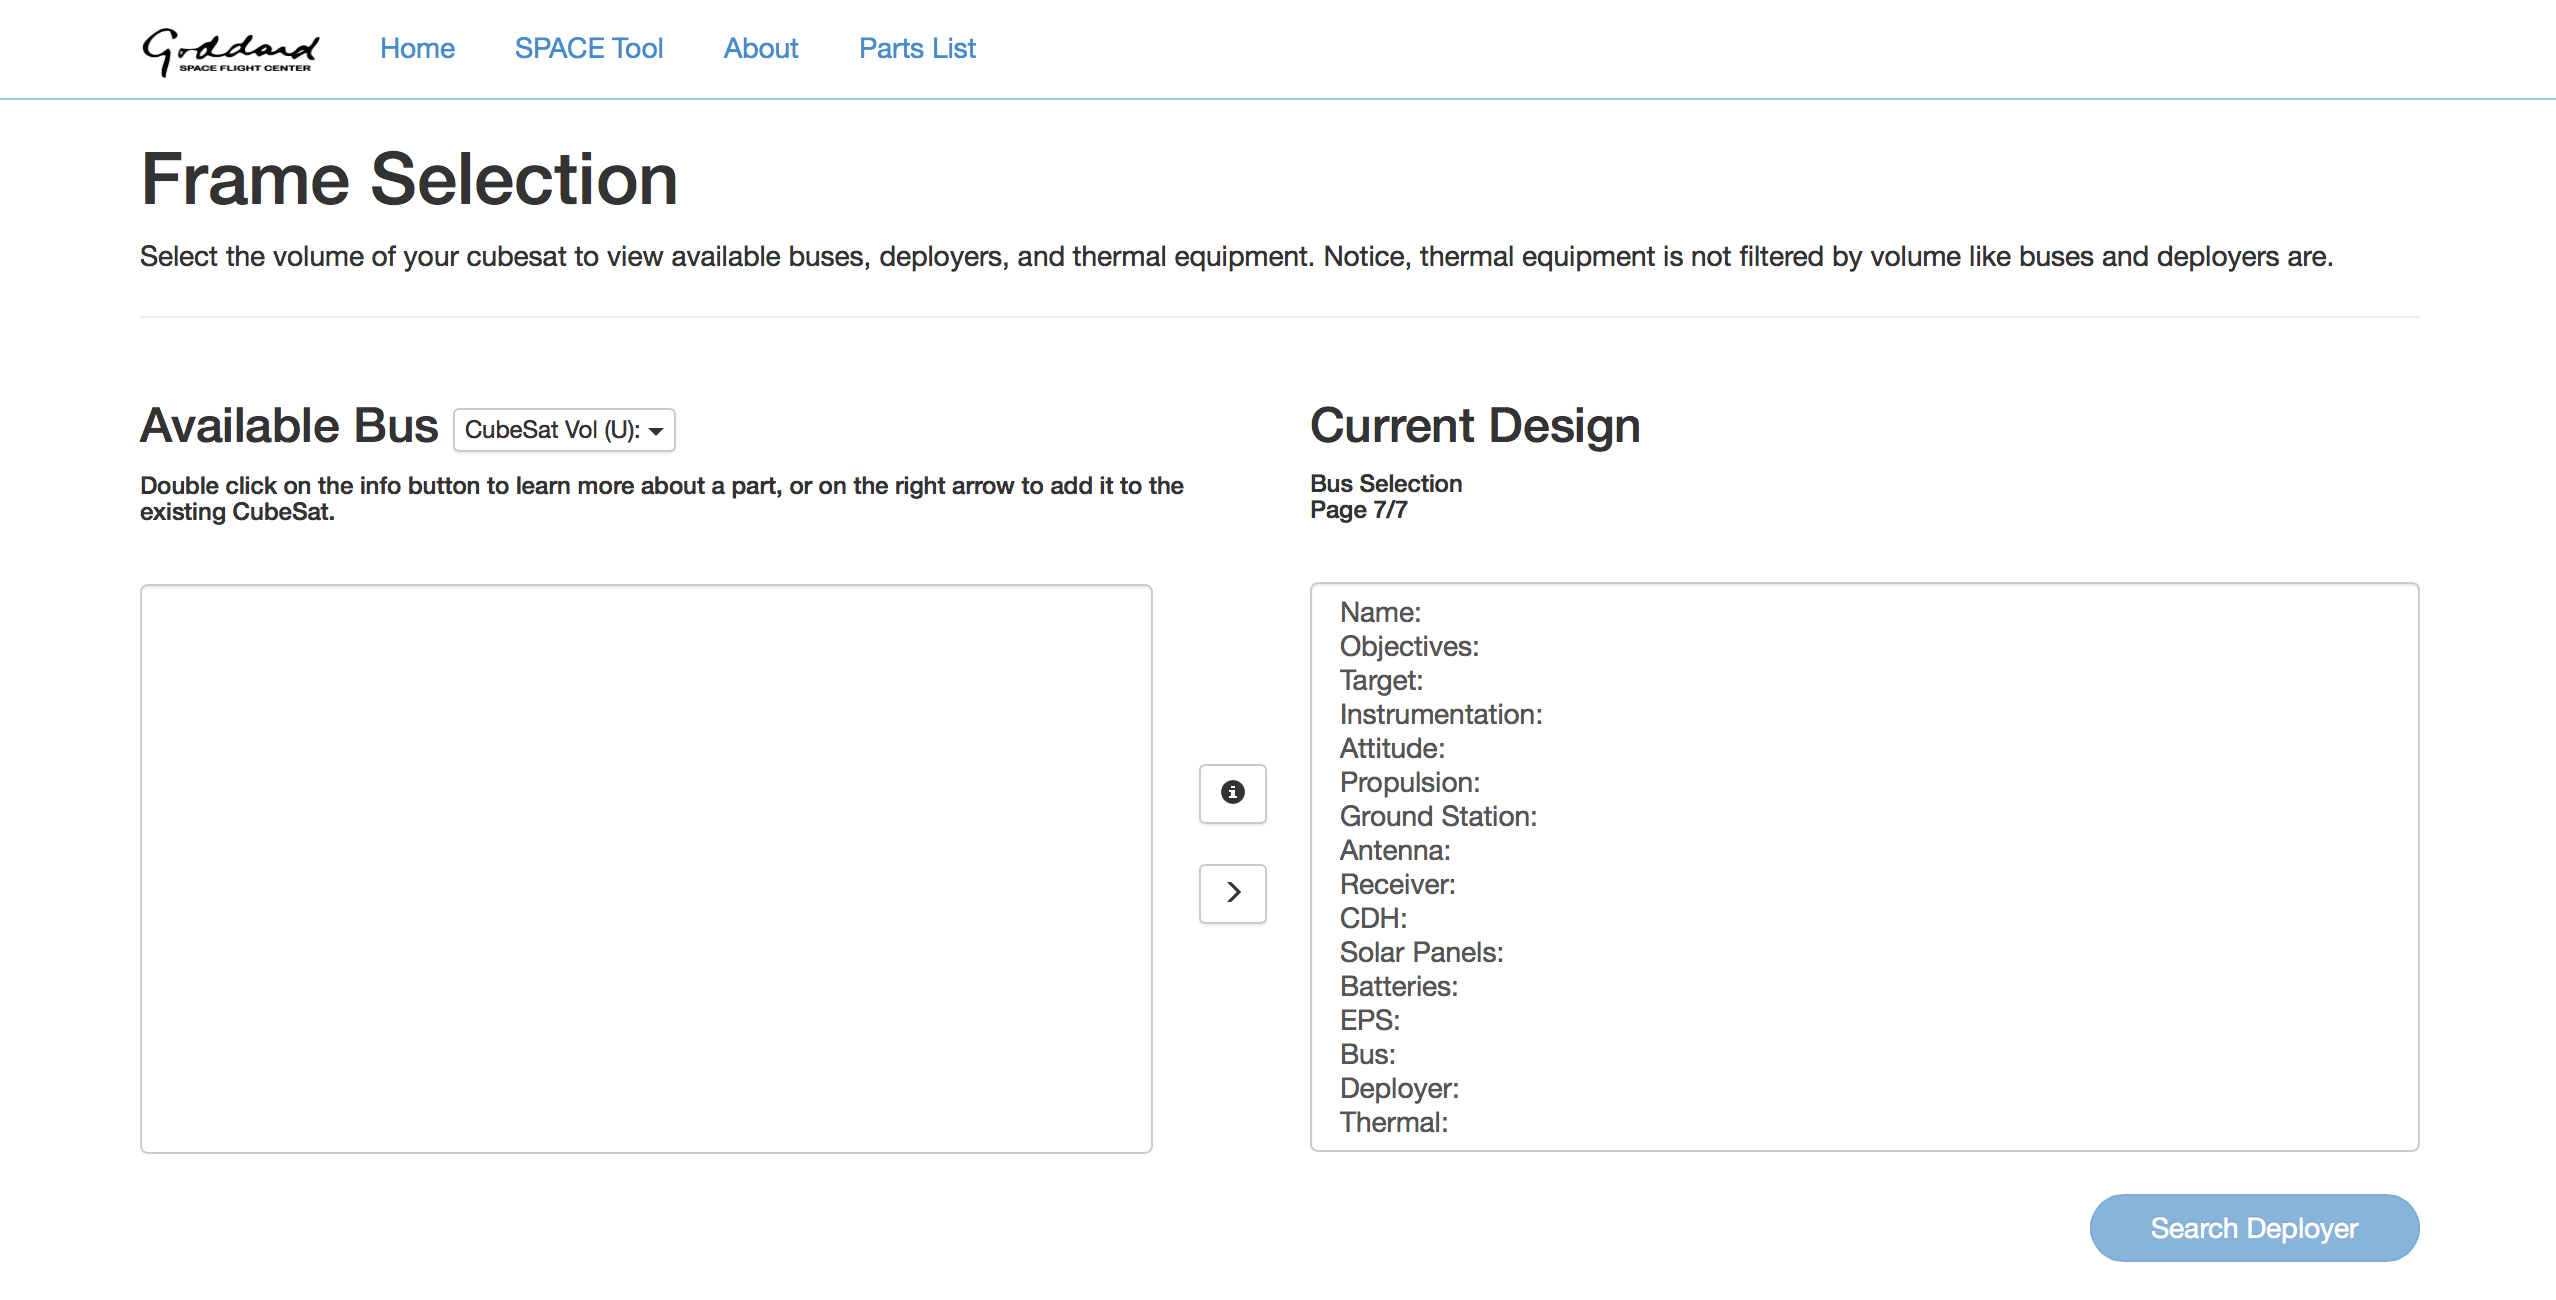 Goddard
SPACE FLIGHT CENTER
Home
SPACE Tool
About
Parts List
Frame Selection
Select the volume of your cubesat to view available buses, deployers, and thermal equipment. Notice, thermal equipment is not filtered by volume like buses and deployers are.
Available Bus
CubeSat Vol (U):
Double click on the info button to learn more about a part, or on the right arrow to add it to the
existing CubeSat.
Current Design
Bus Selection
Page 7/7
Name:
Objectives:
Target:
Instrumentation:
Attitude:
Propulsion:
Ground Station:
Antenna:
Receiver:
CDH:
Solar Panels:
Batteries:
EPS:
Bus:
Deployer:
Thermal:
Search Deployer